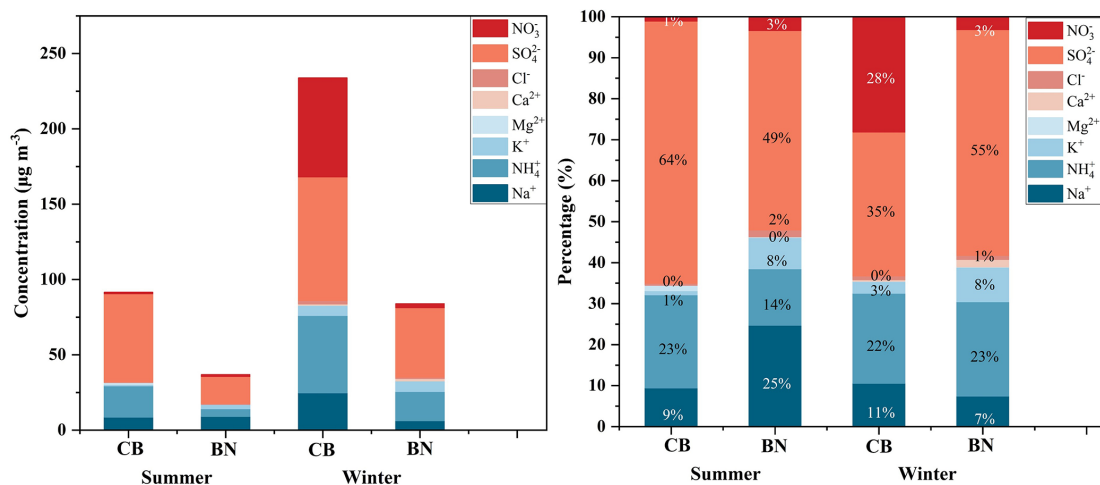 250
200
150
100
50
0
Concentration (µg m⁻³)
NO₃⁻
SO₄²⁻
Cl⁻
Ca²⁺
Mg²⁺
K⁺
NH₄⁺
Na⁺
CB BN CB BN
Summer Winter
100
90
80
70
60
50
40
30
20
10
0
Percentage (%)
1% 3% 3%
28%
49%
55%
64%
2%
35%
0%
1%
0% 0%
8% 8%
1% 3%
14%
23% 22% 23%
25%
9% 11% 7%
NO₃⁻
SO₄²⁻
Cl⁻
Ca²⁺
Mg²⁺
K⁺
NH₄⁺
Na⁺
CB BN CB BN
Summer Winter